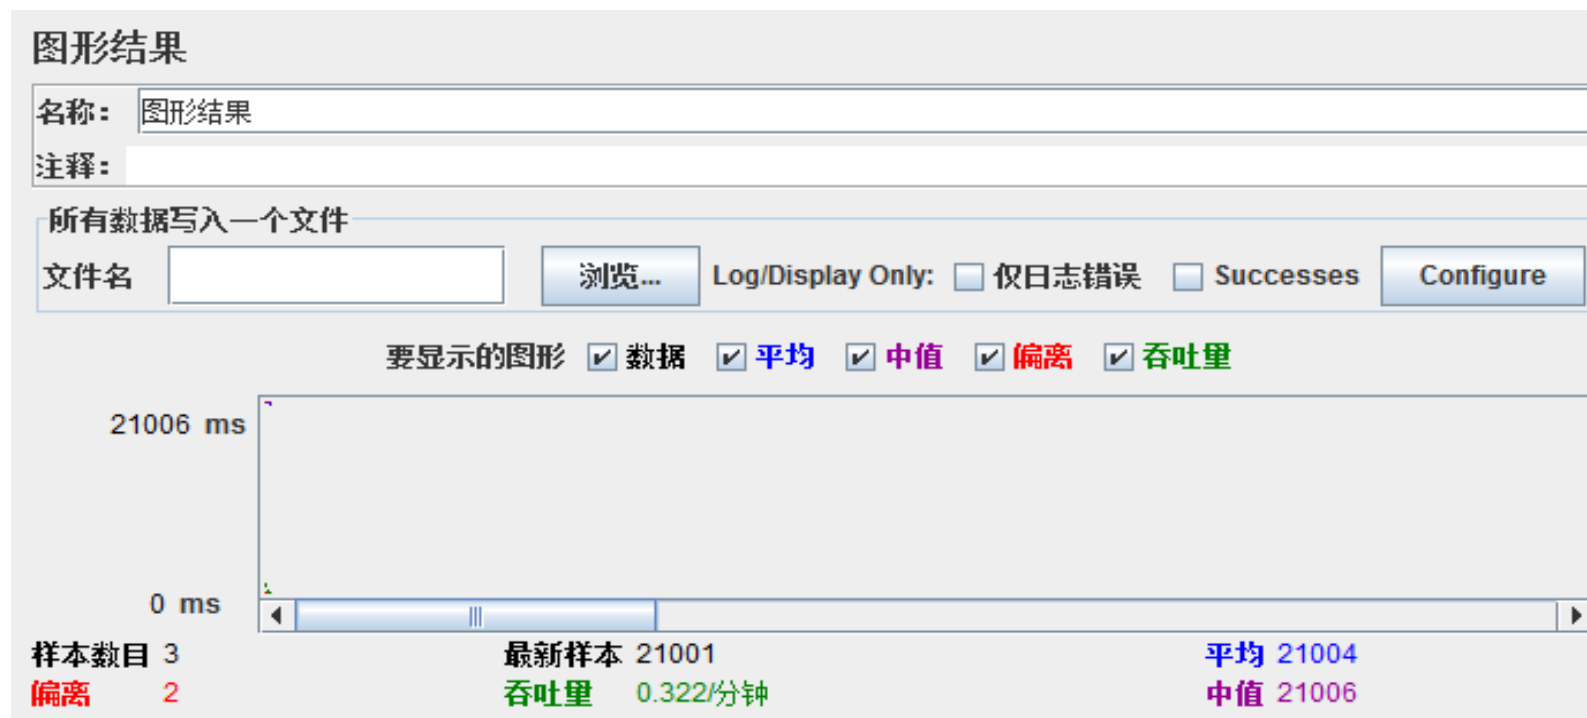 图形结果
名称: 图形结果
注释:
所有数据写入一个文件
文件名 浏览... Log/Display Only: 仅日志错误 Successes Configure
要显示的图形 数据 平均 中值 偏离 吞吐量
21006 ms
0 ms
样本数目 3 最新样本 21001 平均 21004
偏离 2 吞吐量 0.322/分钟 中值 21006